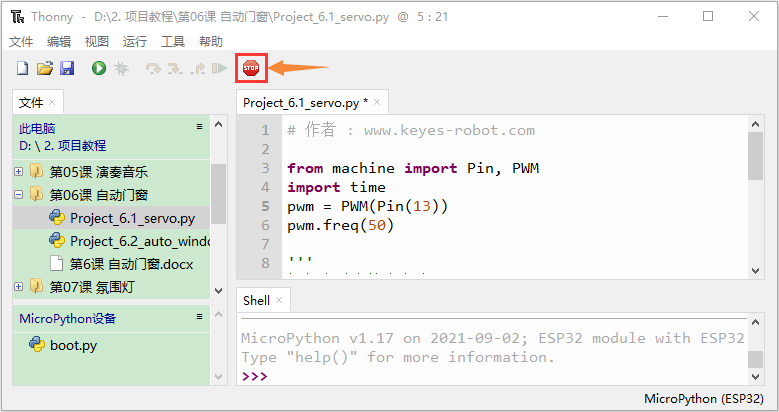 Thonny - D:\2. 项目教程\第06课 自动门窗\Project_6.1_servo.py @ 5 : 21
文件 编辑 视图 运行 工具 帮助
STOP
文件
此电脑
D: \ 2. 项目教程
第05课 演奏音乐
第06课 自动门窗
Project_6.1_servo.py
Project_6.2_auto_windo
第6课 自动门窗.docx
第07课 氛围灯
MicroPython设备
boot.py
Project_6.1_servo.py *
1 # 作者 : www.keyes-robot.com
2
3 from machine import Pin, PWM
4 import time
5 pwm = PWM(Pin(13))
6 pwm.freq(50)
7
8 '''
Shell
MicroPython v1.17 on 2021-09-02; ESP32 module with ESP32
Type "help()" for more information.
>>>
MicroPython (ESP32)